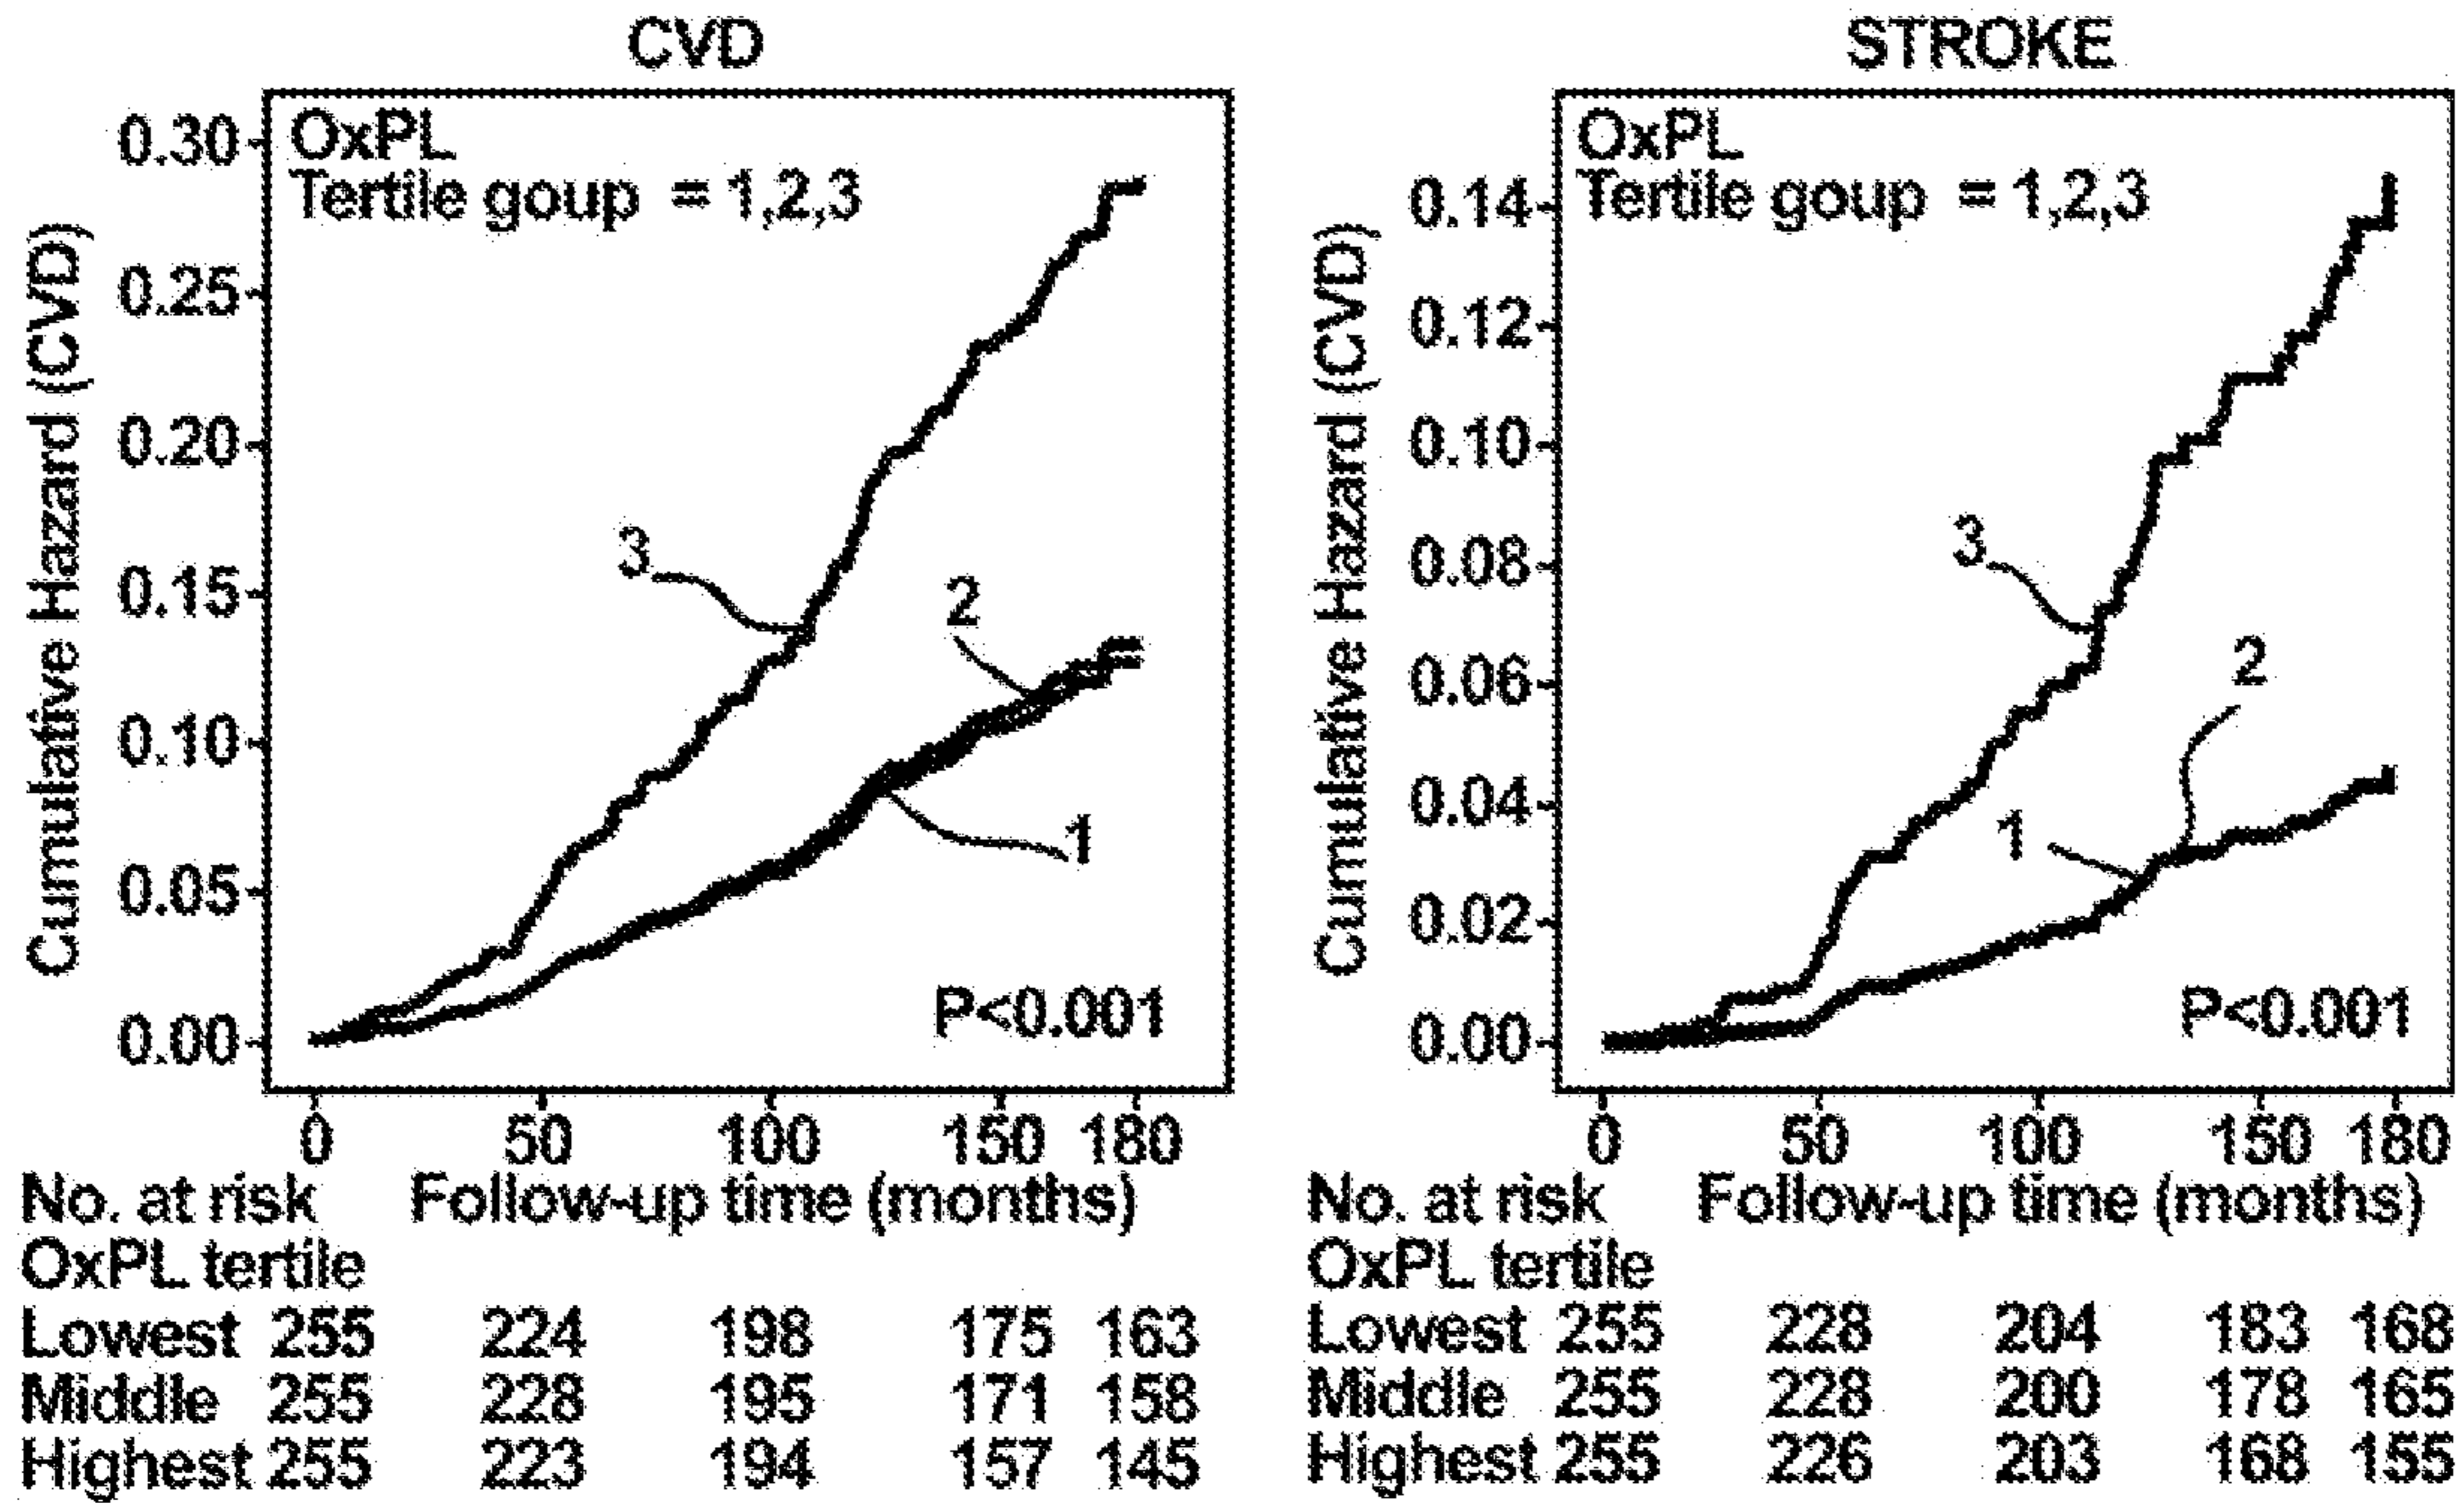 CVD
OxPL
Tertile goup = 1,2,3
Cumulative Hazard (CVD)
0.30
0.25
0.20
0.15
0.10
0.05
0.00
3
2
1
P<0.001
0 50 100 150 180
No. at risk Follow-up time (months)
OxPL tertile
Lowest 255 224 198 175 163
Middle 255 228 195 171 158
Highest 255 223 194 157 145
STROKE
OxPL
Tertile goup = 1,2,3
Cumulative Hazard (CVD)
0.14
0.12
0.10
0.08
0.06
0.04
0.02
0.00
3
2
1
P<0.001
0 50 100 150 180
No. at risk Follow-up time (months)
OxPL tertile
Lowest 255 228 204 183 168
Middle 255 228 200 178 165
Highest 255 226 203 168 155